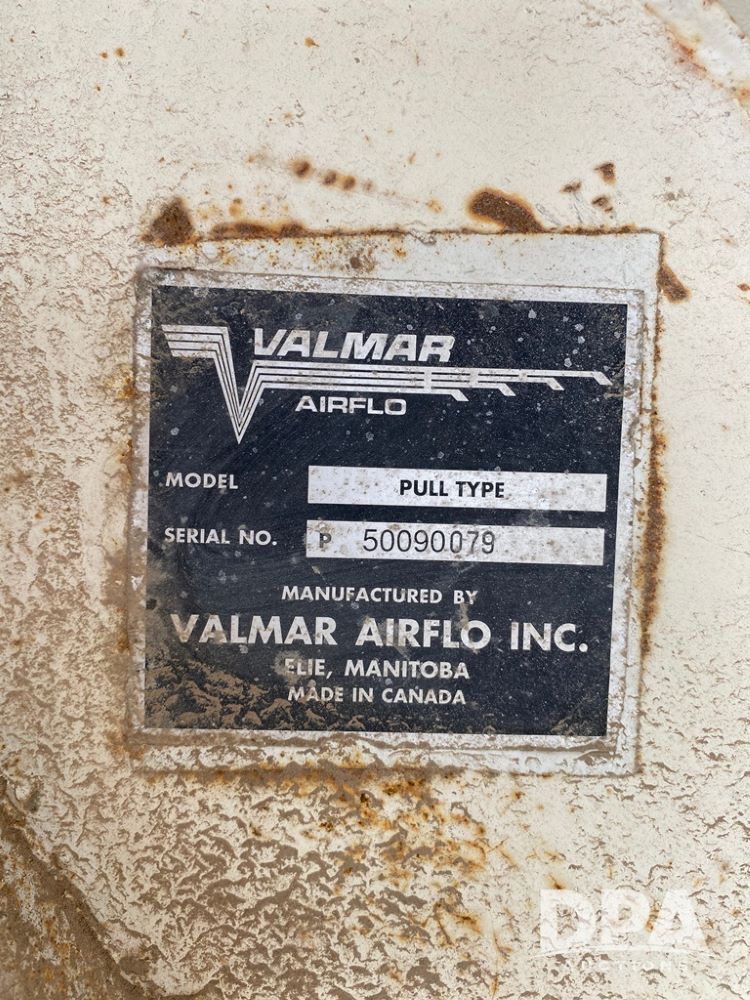 VALMAR
AIRFLO
MODEL PULL TYPE
SERIAL NO. P 50090079
MANUFACTURED BY
VALMAR AIRFLO INC.
ELIE, MANITOBA
MADE IN CANADA
DPA
AUCTIONS